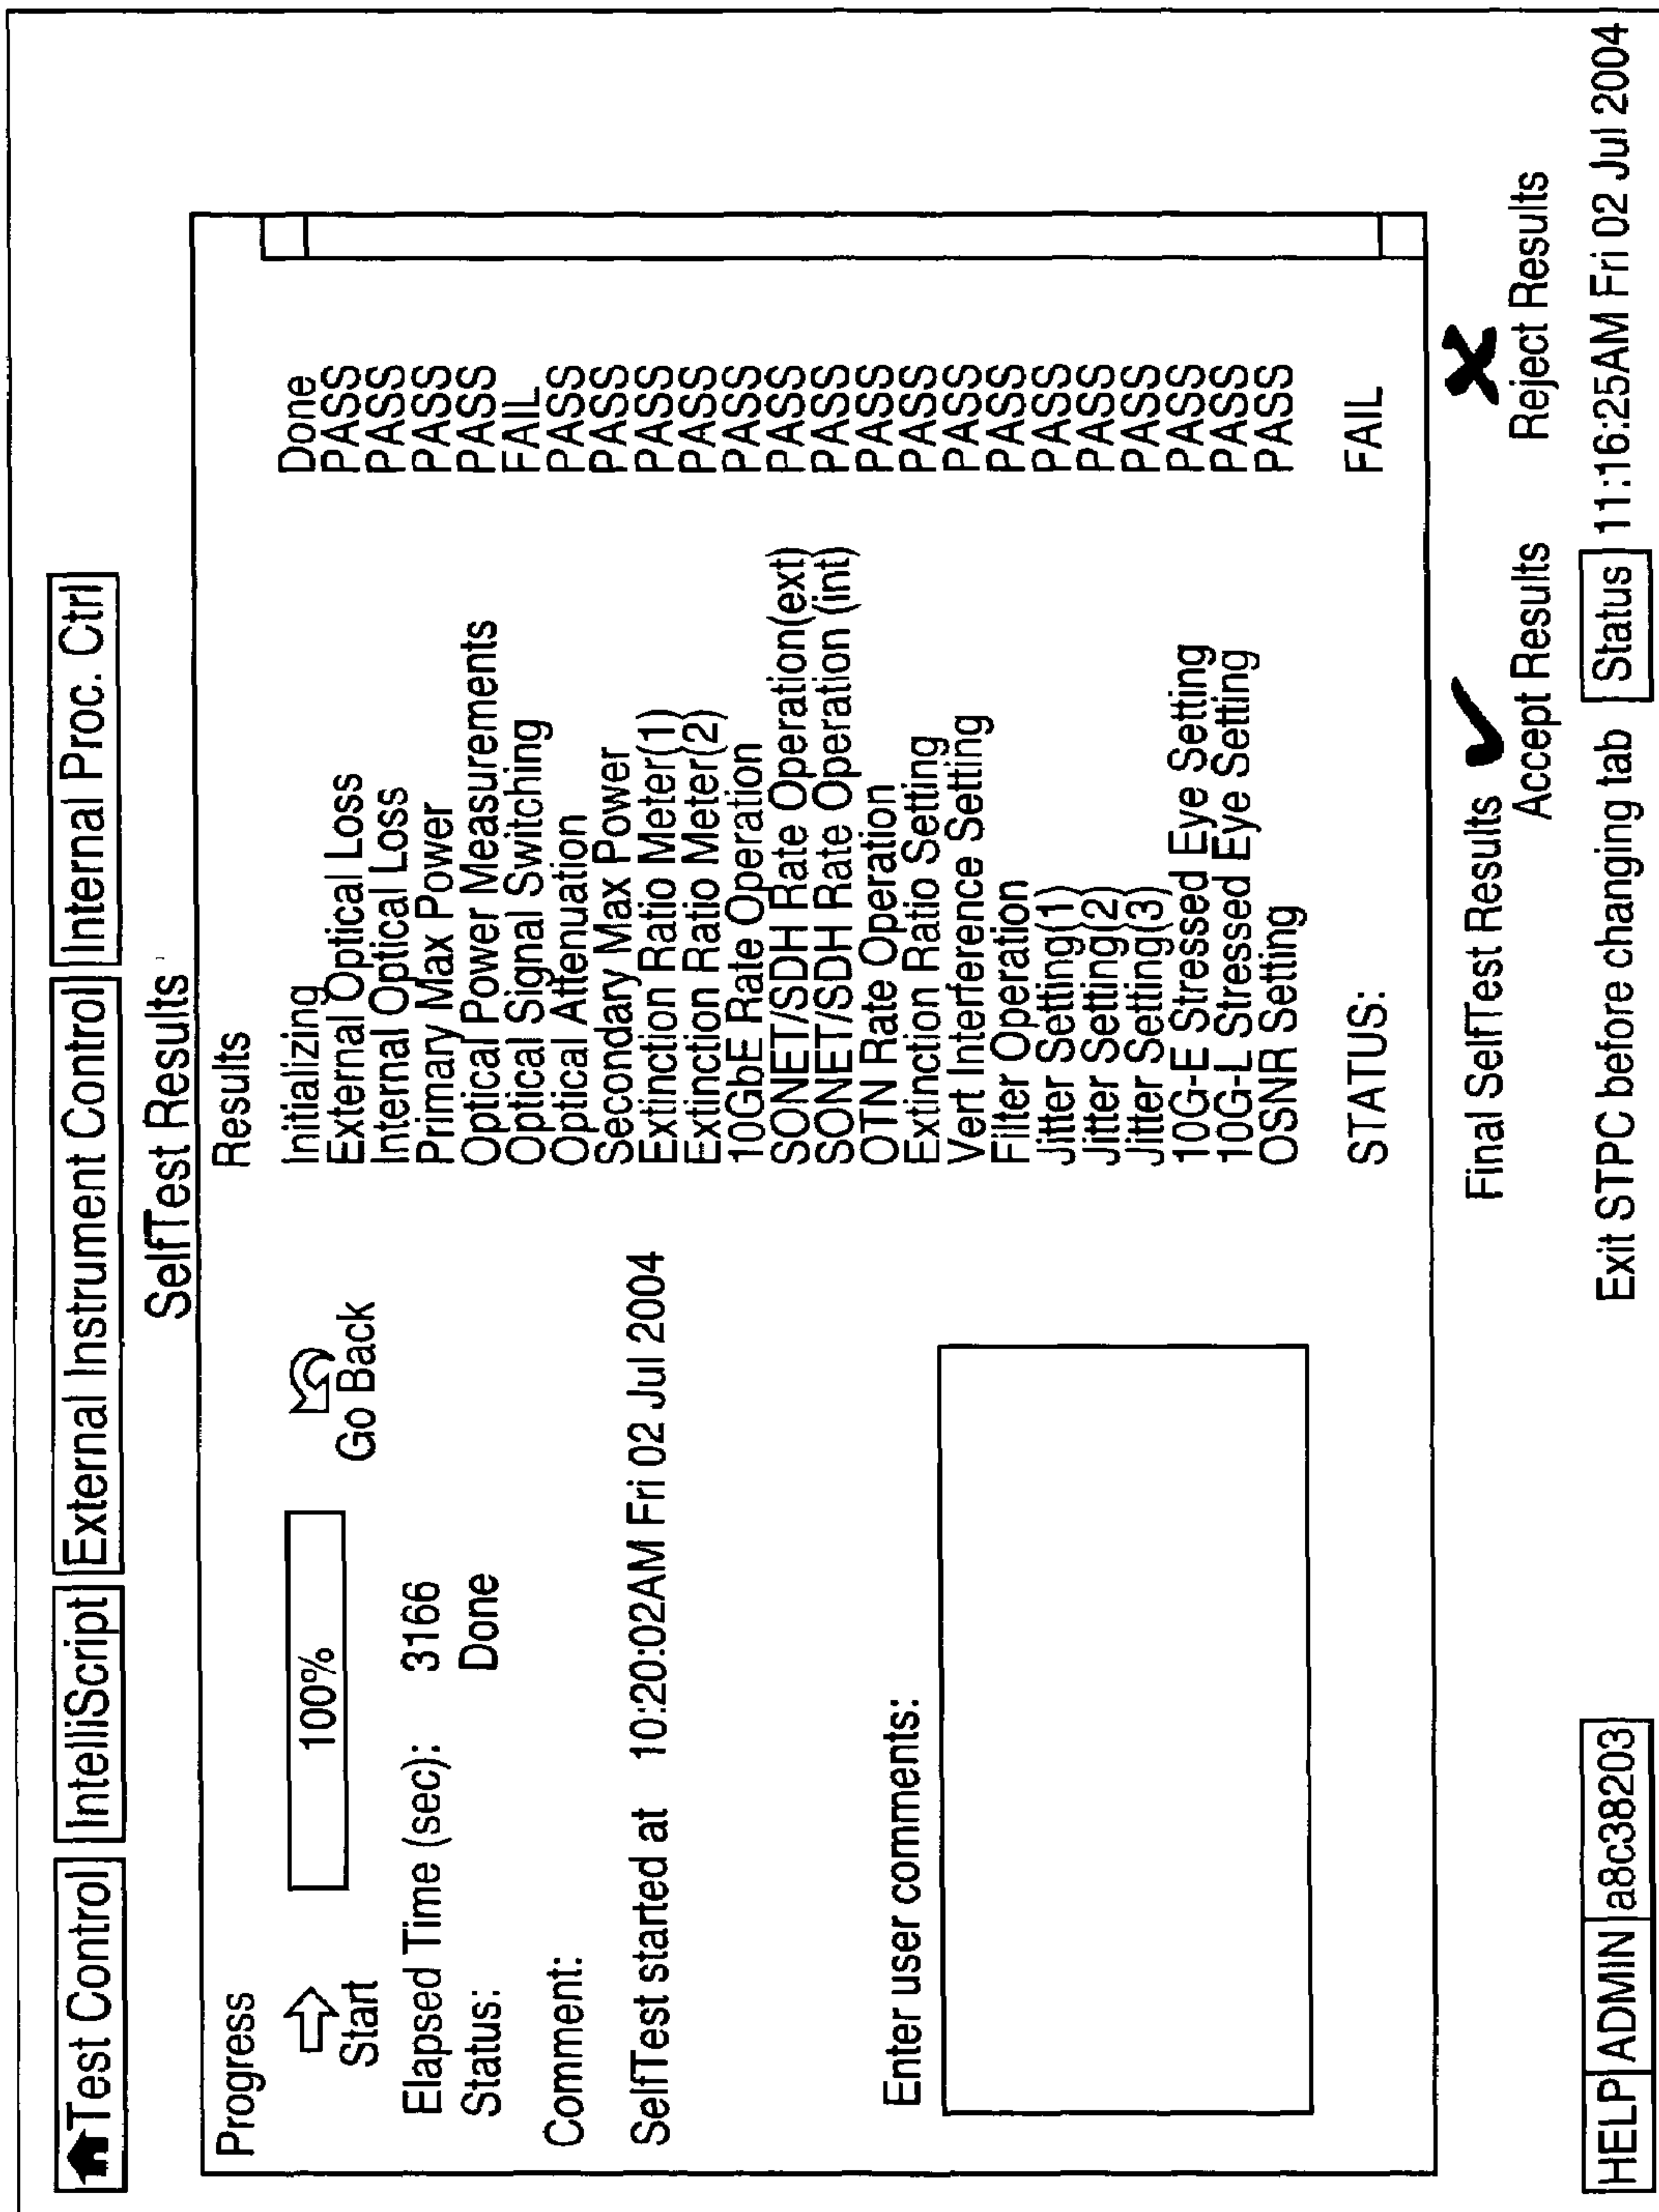 Test Control IntelliScript External Instrument Control Internal Proc. Ctrl
SelfTest Results
Progress
Start
100%
Go Back
Elapsed Time (sec): 3166
Status: Done
Comment:
SelfTest started at 10:20:02AM Fri 02 Jul 2004
Enter user comments:
Results
Initializing Done
External Optical Loss PASS
Internal Optical Loss PASS
Primary Max Power PASS
Optical Power Measurements PASS
Optical Signal Switching FAIL
Optical Attenuation PASS
Secondary Max Power PASS
Extinction Ratio Meter(1) PASS
Extinction Ratio Meter(2) PASS
10GbE Rate Operation PASS
SONET/SDH Rate Operation(ext) PASS
SONET/SDH Rate Operation (int) PASS
OTN Rate Operation PASS
Extinction Ratio Setting PASS
Vert Interference Setting PASS
Filter Operation PASS
Jitter Setting(1) PASS
Jitter Setting(2) PASS
Jitter Setting(3) PASS
10G-E Stressed Eye Setting PASS
10G-L Stressed Eye Setting PASS
OSNR Setting PASS
STATUS: FAIL
Final SelfTest Results
Accept Results Reject Results
HELP ADMIN a8c38203 Exit STPC before changing tab Status 11:16:25AM Fri 02 Jul 2004